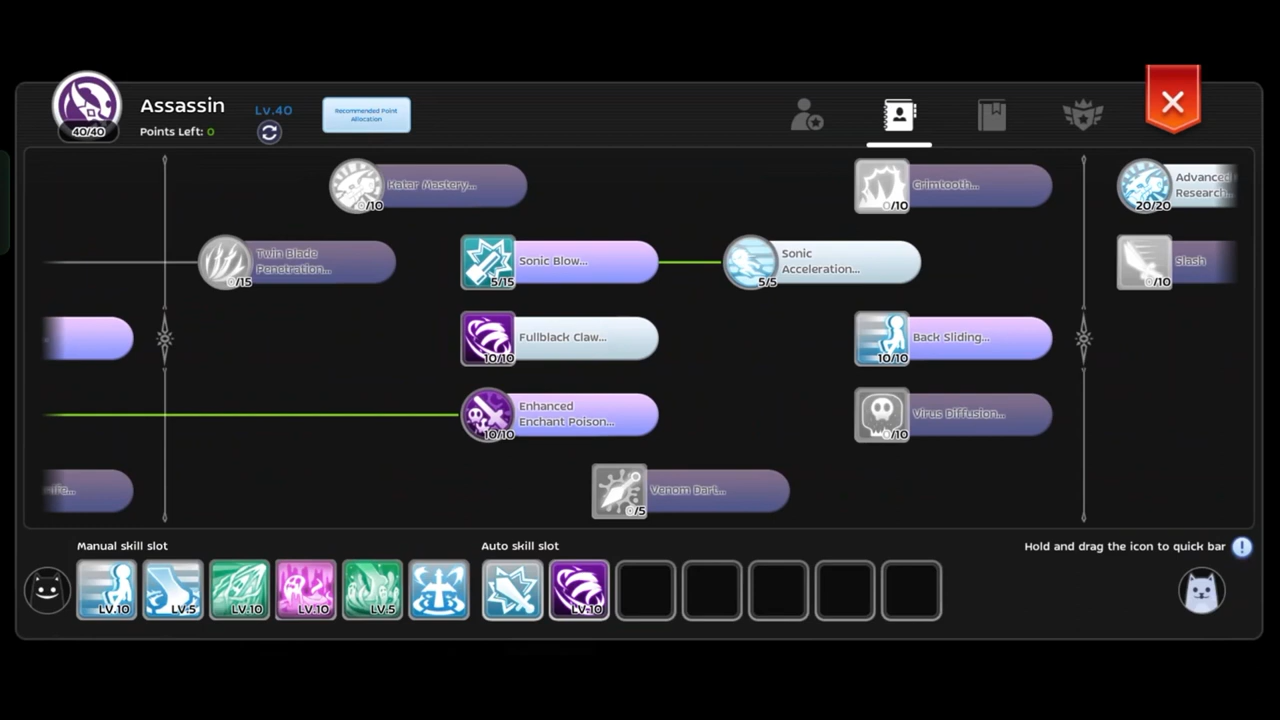 Assassin
Lv.40
Recommended Point
Allocation
40/40
Points Left: 0
Katar Mastery...
0/10
Grimtooth...
0/10
Advanced
Research...
20/20
Twin Blade
Penetration...
0/15
Sonic Blow...
5/15
Sonic
Acceleration...
5/5
Slash
0/10
Fullblack Claw...
10/10
Back Sliding...
10/10
Enhanced
Enchant Poison...
10/10
Virus Diffusion...
0/10
Venom Dart...
0/5
Manual skill slot
Auto skill slot
Hold and drag the icon to quick bar
LV.10
LV.5
LV.10
LV.10
LV.5
LV.10